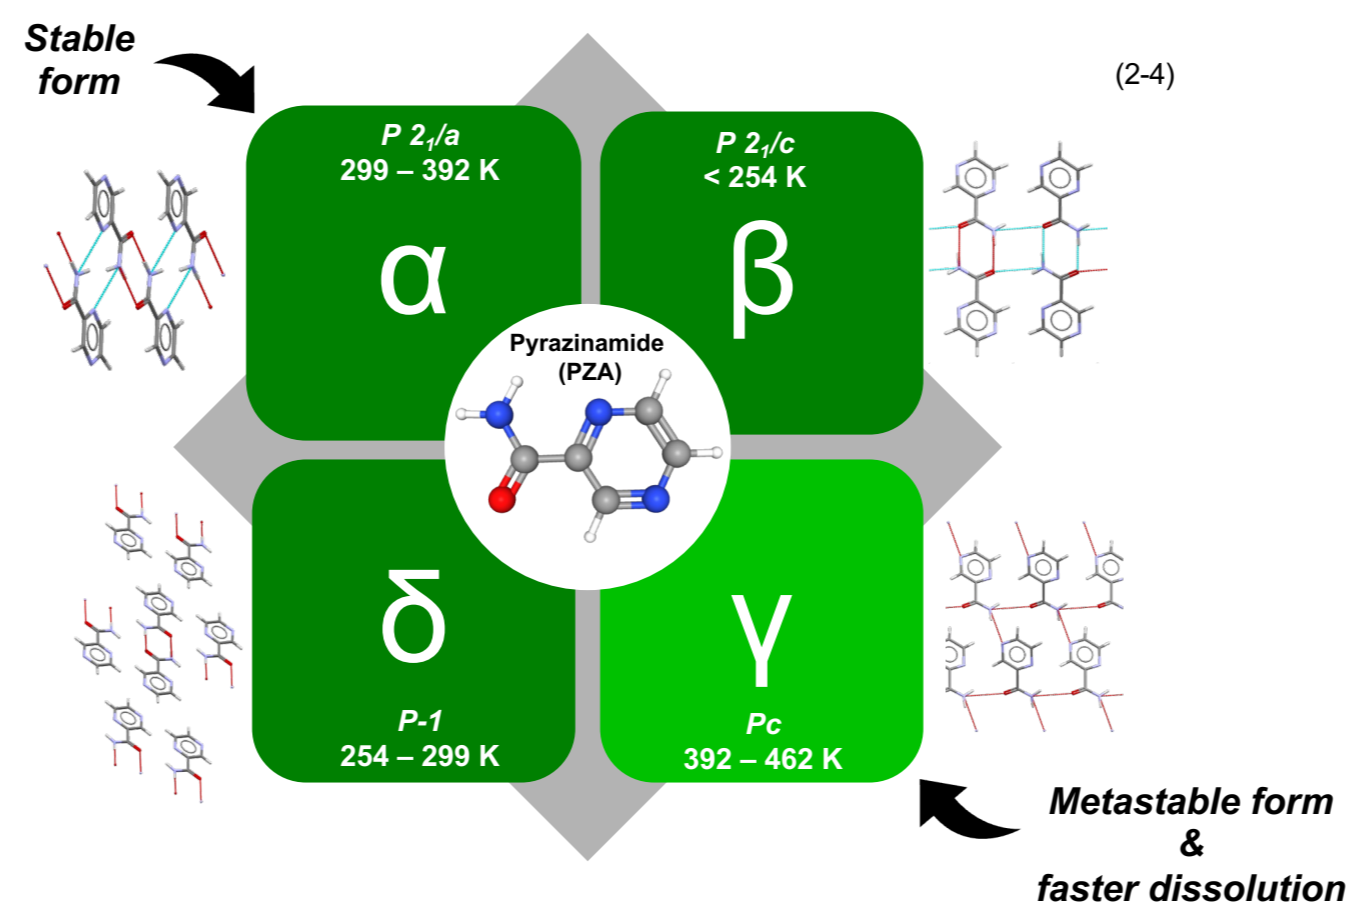 Stable
form
(2-4)
P 2₁/a
299 – 392 K
α
P 2₁/c
< 254 K
β
Pyrazinamide
(PZA)
δ
P-1
254 – 299 K
γ
Pc
392 – 462 K
Metastable form
&
faster dissolution